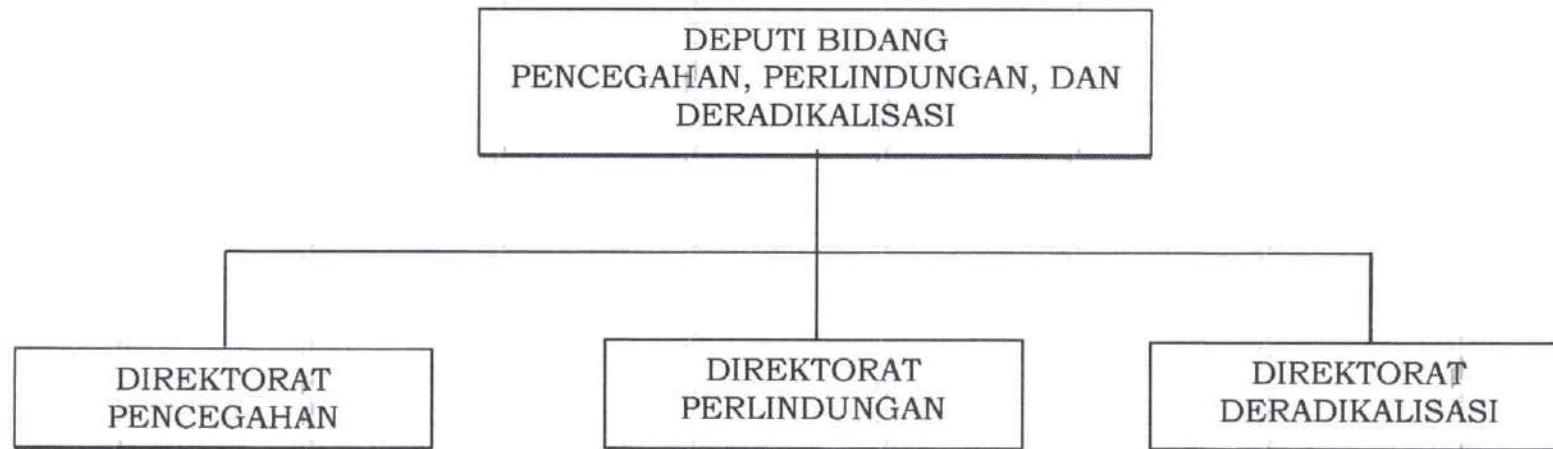 DEPUTI BIDANG
PENCEGAHAN, PERLINDUNGAN, DAN
DERADIKALISASI
DIREKTORAT
PENCEGAHAN
DIREKTORAT
PERLINDUNGAN
DIREKTORAT
DERADIKALISASI